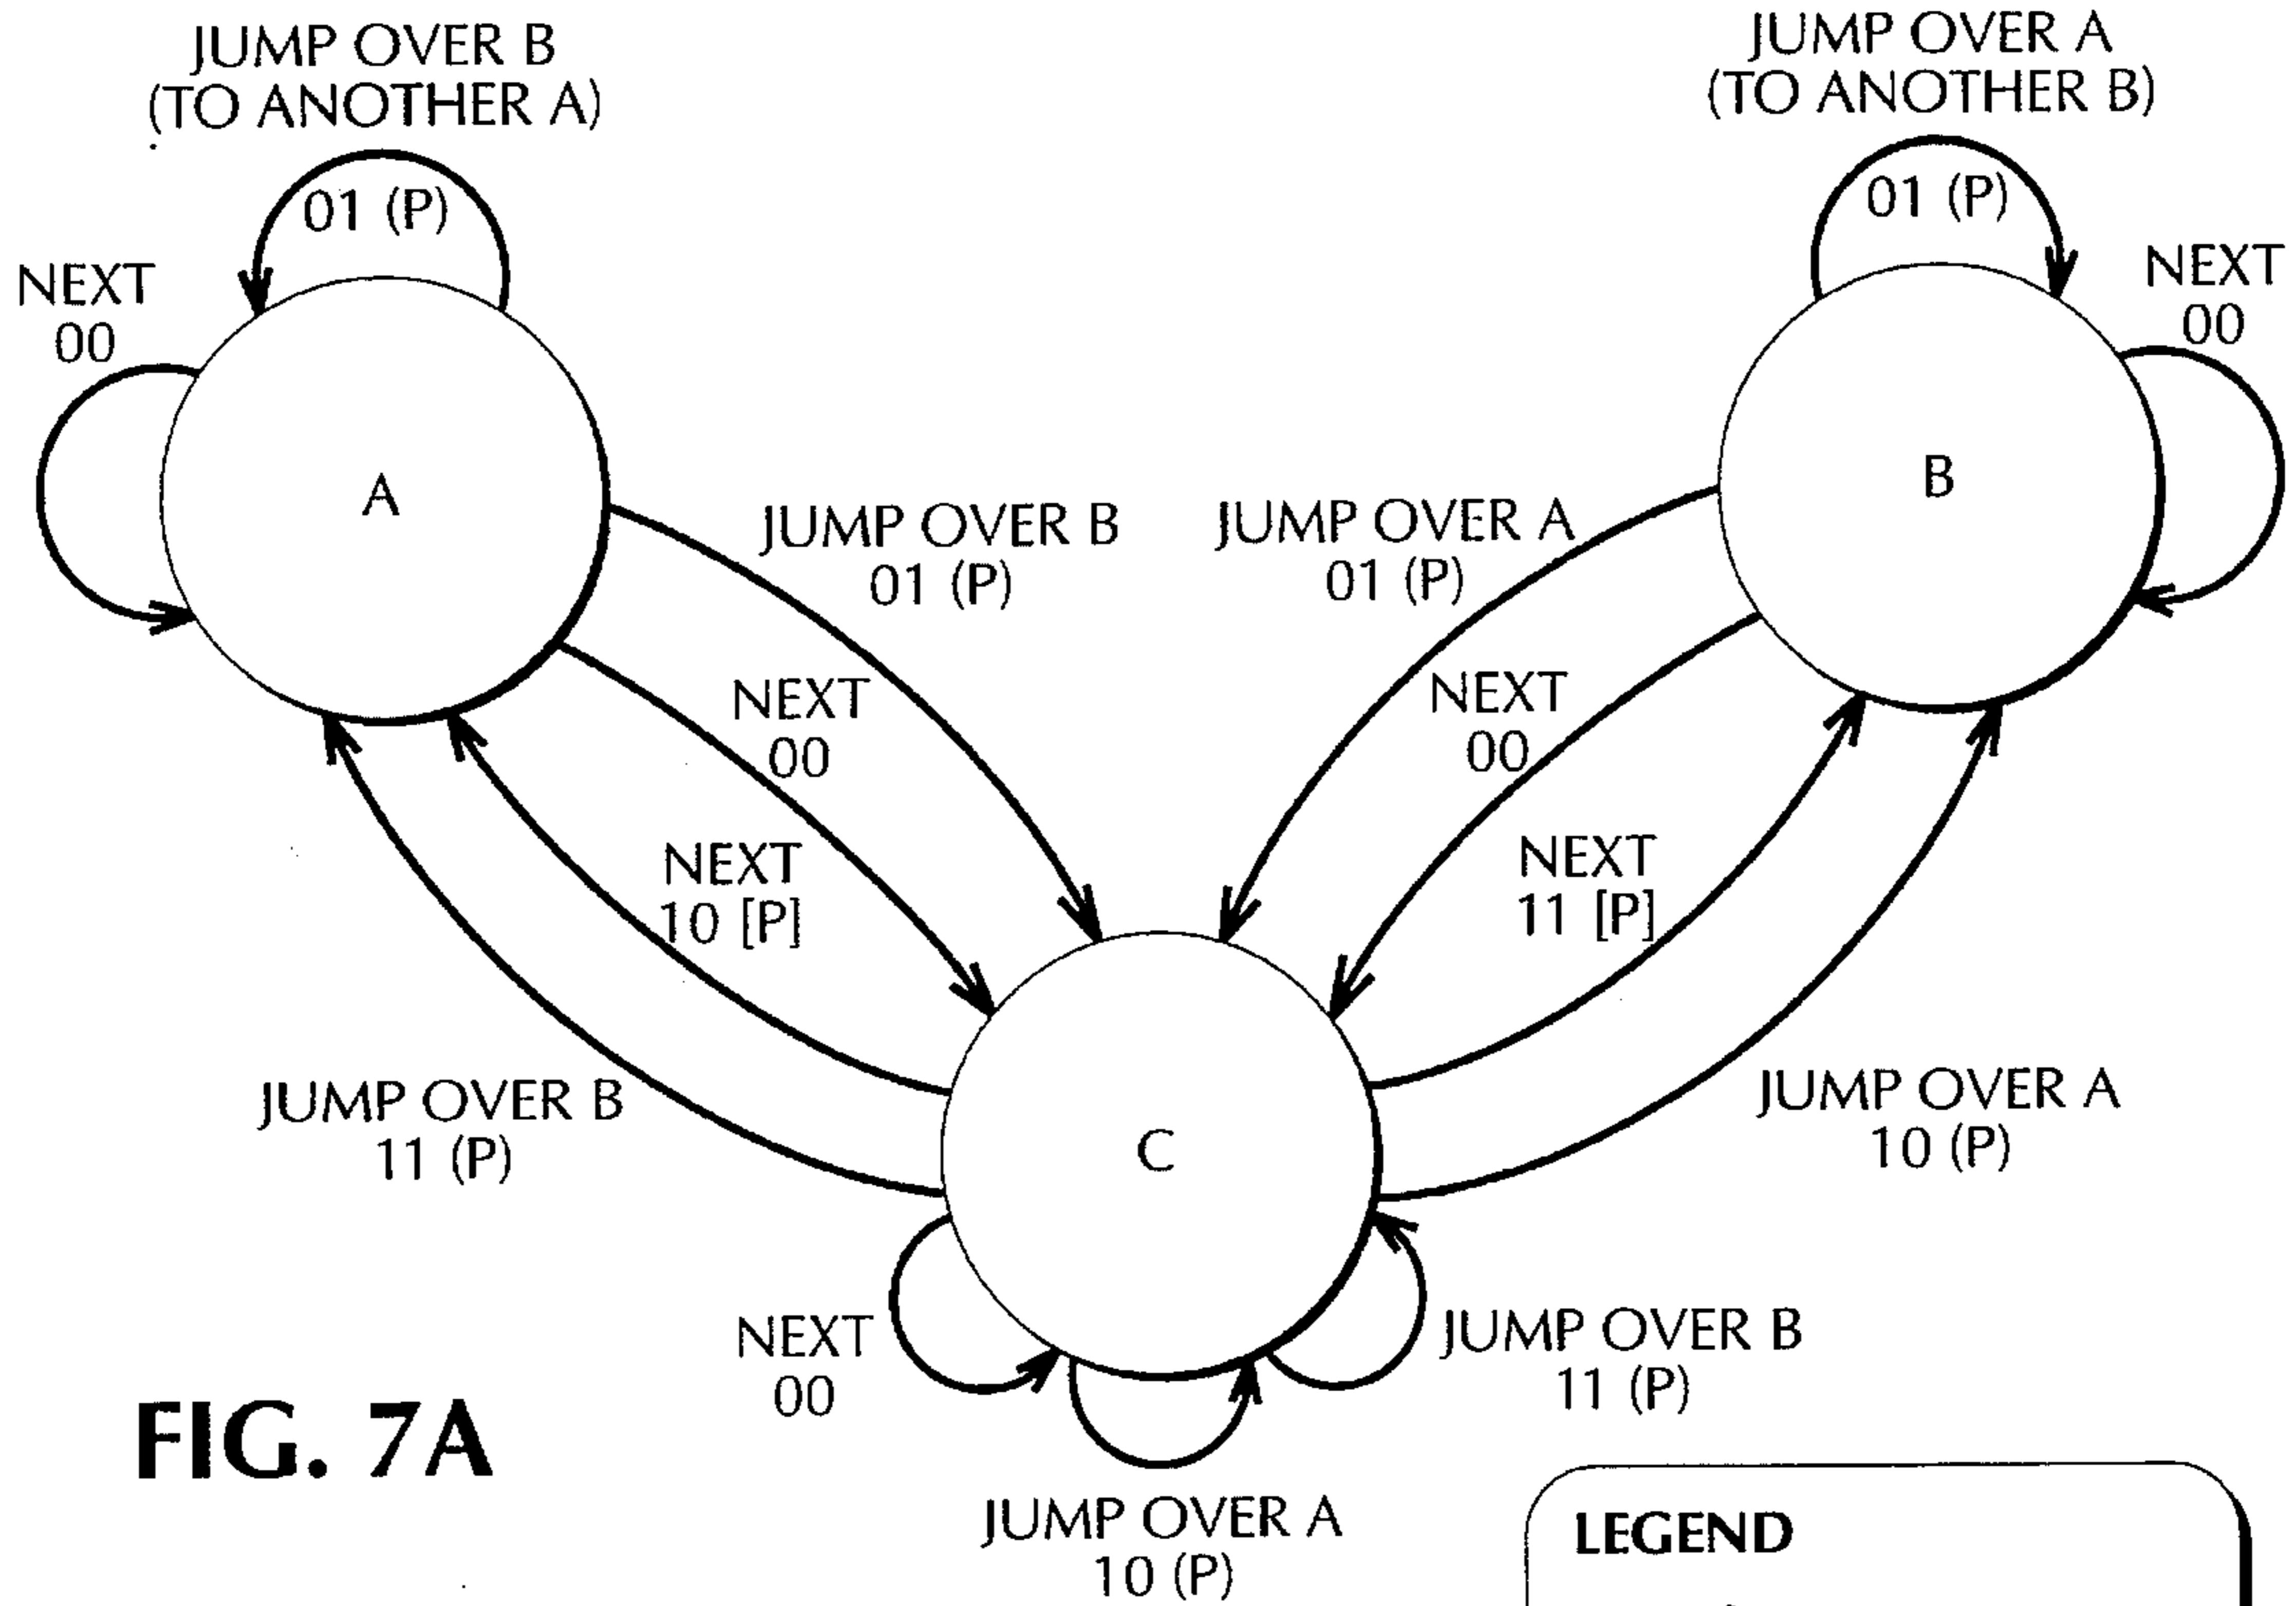 JUMP OVER B
(TO ANOTHER A)
01 (P)
NEXT
00
A
JUMP OVER A
(TO ANOTHER B)
01 (P)
NEXT
00
B
JUMP OVER B
01 (P)
JUMP OVER A
01 (P)
NEXT
00
NEXT
00
NEXT
10 [P]
NEXT
11 [P]
JUMP OVER B
11 (P)
C
JUMP OVER A
10 (P)
NEXT
00
JUMP OVER B
11 (P)
JUMP OVER A
10 (P)
FIG. 7A
LEGEND